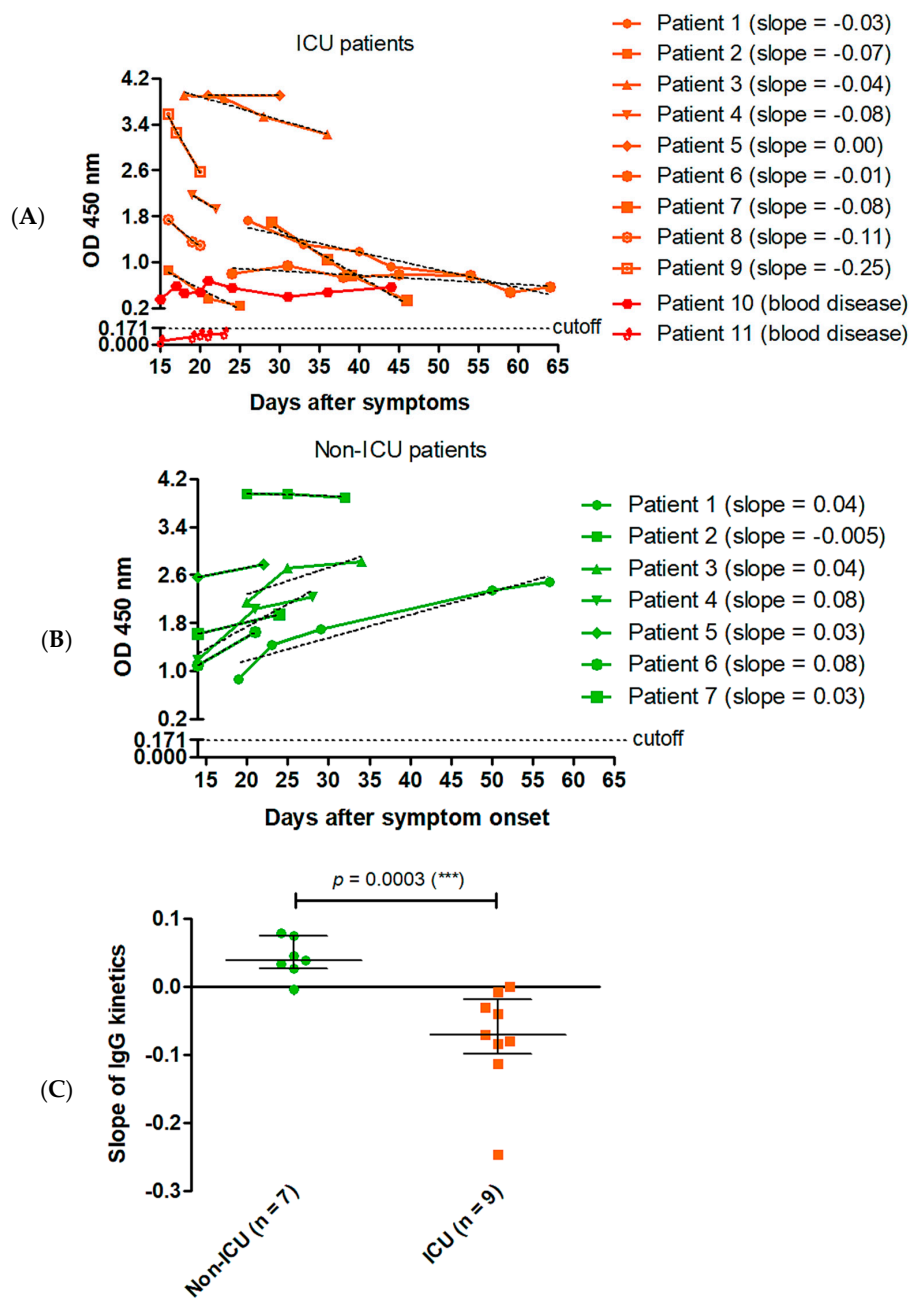 ICU patients
(A)
OD 450 nm
4.2
3.4
2.6
1.8
1.0
0.2
0.171
0.000
cutoff
15 20 25 30 35 40 45 50 55 60 65
Days after symptoms
Patient 1 (slope = -0.03)
Patient 2 (slope = -0.07)
Patient 3 (slope = -0.04)
Patient 4 (slope = -0.08)
Patient 5 (slope = 0.00)
Patient 6 (slope = -0.01)
Patient 7 (slope = -0.08)
Patient 8 (slope = -0.11)
Patient 9 (slope = -0.25)
Patient 10 (blood disease)
Patient 11 (blood disease)
Non-ICU patients
(B)
OD 450 nm
4.2
3.4
2.6
1.8
1.0
0.2
0.171
0.000
cutoff
15 20 25 30 35 40 45 50 55 60 65
Days after symptom onset
Patient 1 (slope = 0.04)
Patient 2 (slope = -0.005)
Patient 3 (slope = 0.04)
Patient 4 (slope = 0.08)
Patient 5 (slope = 0.03)
Patient 6 (slope = 0.08)
Patient 7 (slope = 0.03)
p = 0.0003 (***)
(C)
Slope of IgG kinetics
0.1
0.0
-0.1
-0.2
-0.3
Non-ICU (n = 7)
ICU (n = 9)